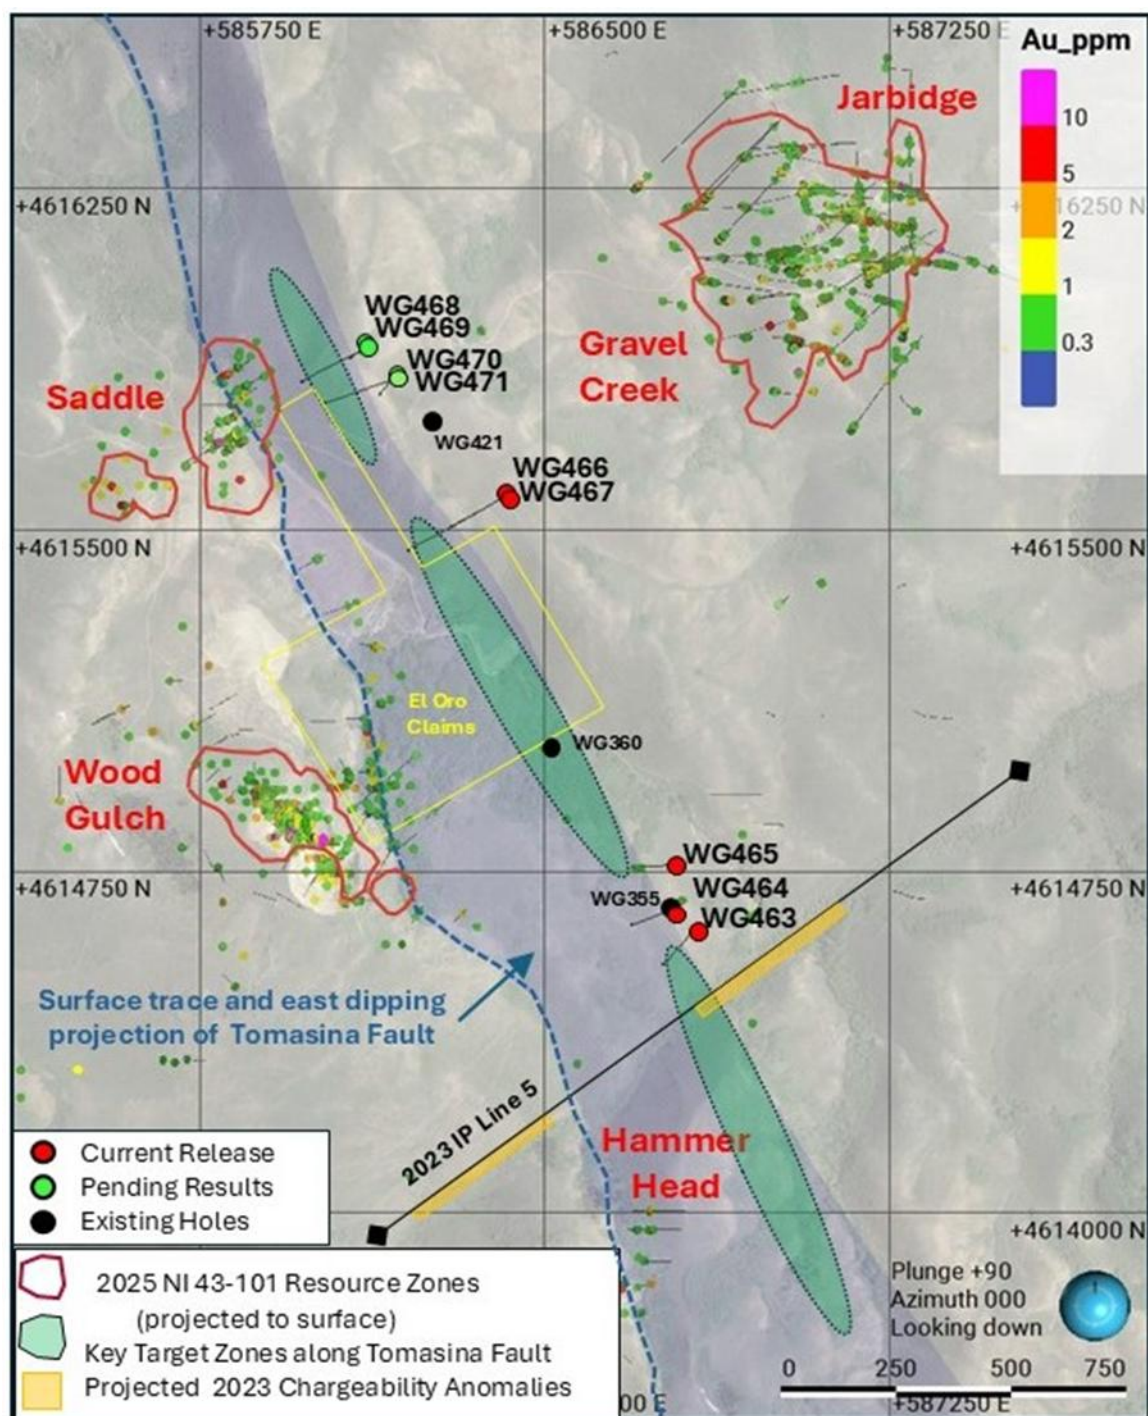 +585750 E
+586500 E
+587250 E
Au_ppm
10
5
2
1
0.3
Jarbidge
+4616250 N
16250 N
WG468
WG469
WG470
WG471
WG421
Gravel
Creek
Saddle
WG466
WG467
+4615500 N
+4615500 N
El Oro
Claims
WG360
Wood
Gulch
WG465
WG464
WG355
WG463
+4614750 N
+4614750 N
Surface trace and east dipping
projection of Tomasina Fault
2023 IP Line 5
Hammer
Head
Current Release
Pending Results
Existing Holes
+4614000 N
2025 NI 43-101 Resource Zones
(projected to surface)
Key Target Zones along Tomasina Fault
Projected 2023 Chargeability Anomalies
Plunge +90
Azimuth 000
Looking down
0 250 500 750
00 E
+587250 E